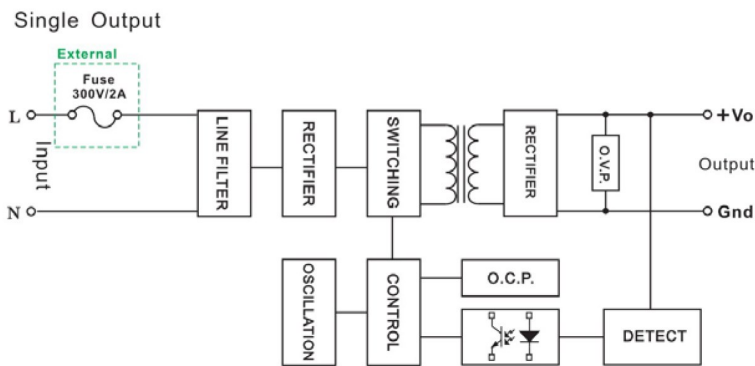 Single Output
External
Fuse
300V/2A
L
Input
N
LINE FILTER
RECTIFIER
SWITCHING
RECTIFIER
O.V.P.
+Vo
Output
Gnd
OSCILLATION
CONTROL
O.C.P.
DETECT